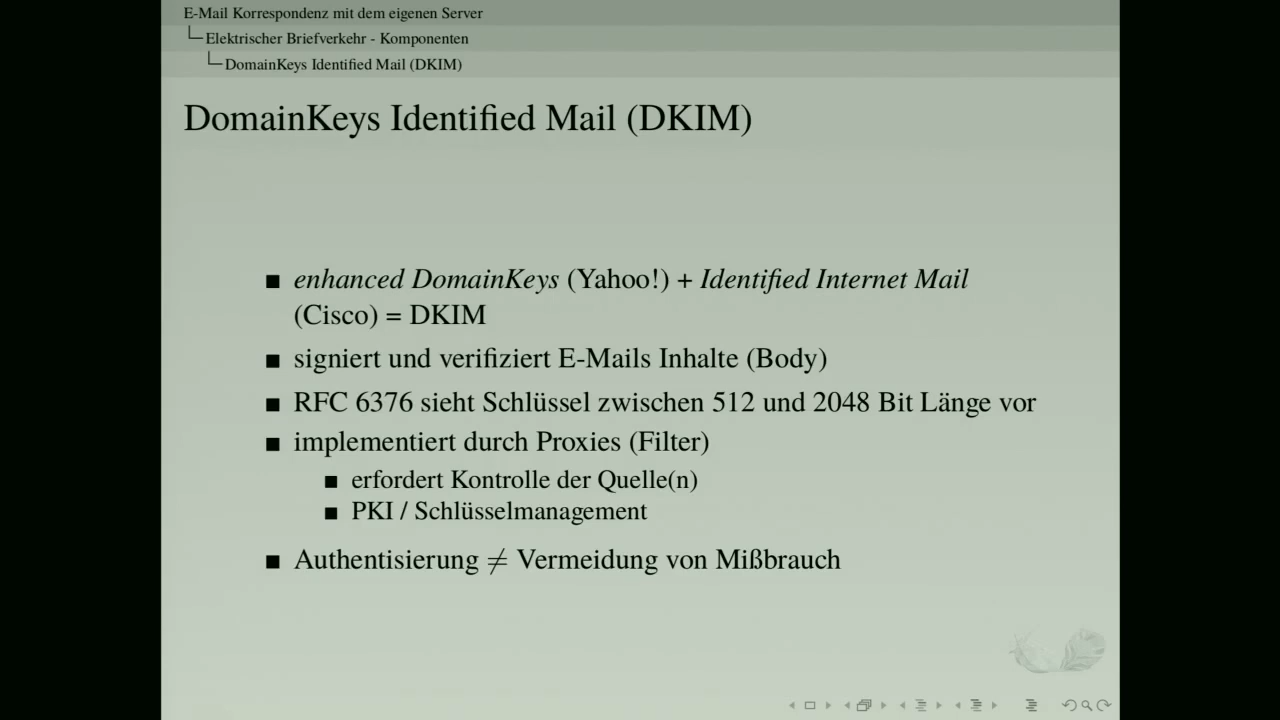 E-Mail Korrespondenz mit dem eigenen Server
Elektrischer Briefverkehr - Komponenten
DomainKeys Identified Mail (DKIM)
DomainKeys Identified Mail (DKIM)
enhanced DomainKeys (Yahoo!) + Identified Internet Mail
(Cisco) = DKIM
signiert und verifiziert E-Mails Inhalte (Body)
RFC 6376 sieht Schlüssel zwischen 512 und 2048 Bit Länge vor
implementiert durch Proxies (Filter)
erfordert Kontrolle der Quelle(n)
PKI / Schlüsselmanagement
Authentisierung ≠ Vermeidung von Mißbrauch